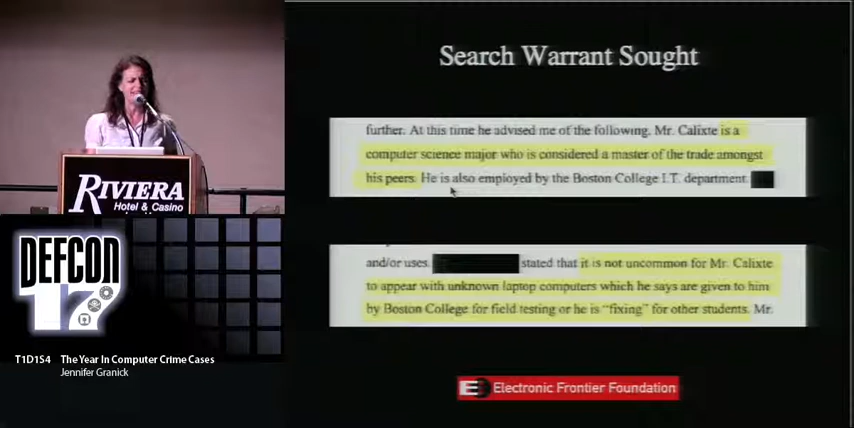 Search Warrant Sought
further. At this time he advised me of the following. Mr. Calixte is a
computer science major who is considered a master of the trade amongst
his peers. He is also employed by the Boston College I.T. department.
and/or uses. stated that it is not uncommon for Mr. Calixte
to appear with unknown laptop computers which he says are given to him
by Boston College for field testing or he is "fixing" for other students. Mr.
Electronic Frontier Foundation
RIVIERA
Hotel & Casino
DEFCON
17
T1D1S4 The Year In Computer Crime Cases
Jennifer Granick